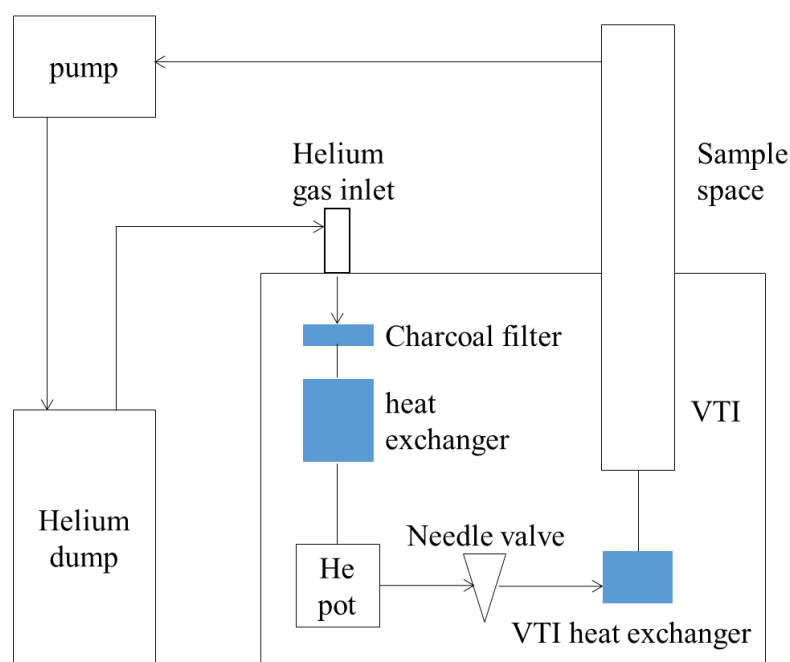 pump
Helium
gas inlet
Sample
space
Charcoal filter
heat
exchanger
VTI
Helium
dump
Needle valve
He
pot
VTI heat exchanger